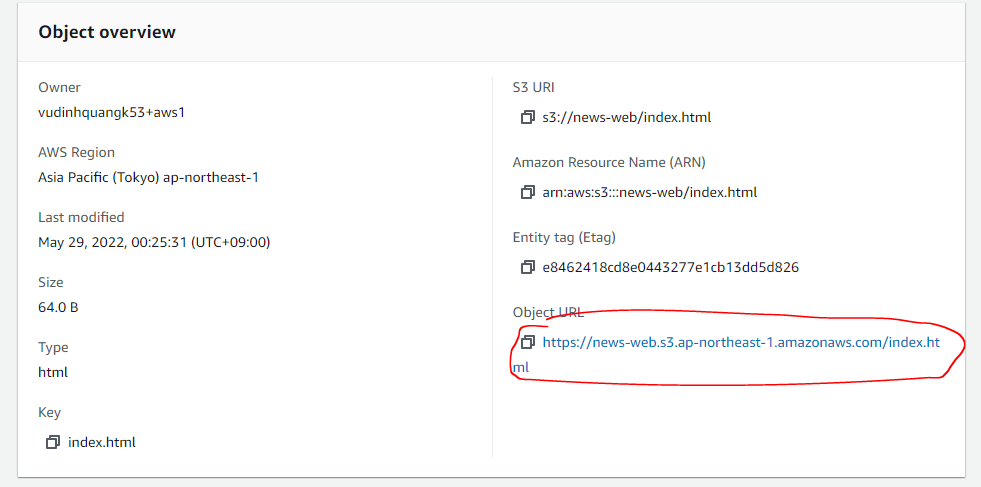 Object overview
Owner
vudinhquangk53+aws1
AWS Region
Asia Pacific (Tokyo) ap-northeast-1
Last modified
May 29, 2022, 00:25:31 (UTC+09:00)
Size
64.0 B
Type
html
Key
index.html
S3 URI
s3://news-web/index.html
Amazon Resource Name (ARN)
arn:aws:s3:::news-web/index.html
Entity tag (Etag)
e8462418cd8e0443277e1cb13dd5d826
Object URL
https://news-web.s3.ap-northeast-1.amazonaws.com/index.ht
ml